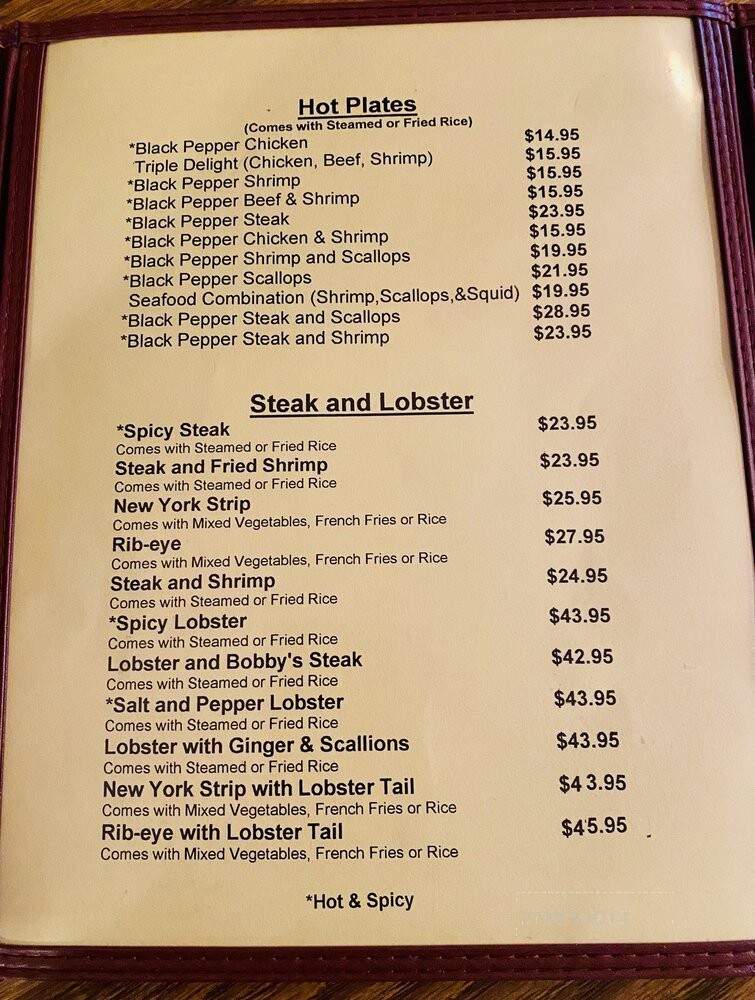 Hot Plates
(Comes with Steamed or Fried Rice)
*Black Pepper Chicken $14.95
Triple Delight (Chicken, Beef, Shrimp) $15.95
*Black Pepper Shrimp $15.95
*Black Pepper Beef & Shrimp $15.95
*Black Pepper Steak $23.95
*Black Pepper Chicken & Shrimp $15.95
*Black Pepper Shrimp and Scallops $19.95
*Black Pepper Scallops $21.95
Seafood Combination (Shrimp,Scallops,&Squid) $19.95
*Black Pepper Steak and Scallops $28.95
*Black Pepper Steak and Shrimp $23.95
Steak and Lobster
*Spicy Steak $23.95
Comes with Steamed or Fried Rice
Steak and Fried Shrimp $23.95
Comes with Steamed or Fried Rice
New York Strip $25.95
Comes with Mixed Vegetables, French Fries or Rice
Rib-eye $27.95
Comes with Mixed Vegetables, French Fries or Rice
Steak and Shrimp $24.95
Comes with Steamed or Fried Rice
*Spicy Lobster $43.95
Comes with Steamed or Fried Rice
Lobster and Bobby's Steak $42.95
Comes with Steamed or Fried Rice
*Salt and Pepper Lobster $43.95
Comes with Steamed or Fried Rice
Lobster with Ginger & Scallions $43.95
Comes with Steamed or Fried Rice
New York Strip with Lobster Tail $43.95
Comes with Mixed Vegetables, French Fries or Rice
Rib-eye with Lobster Tail $45.95
Comes with Mixed Vegetables, French Fries or Rice
*Hot & Spicy